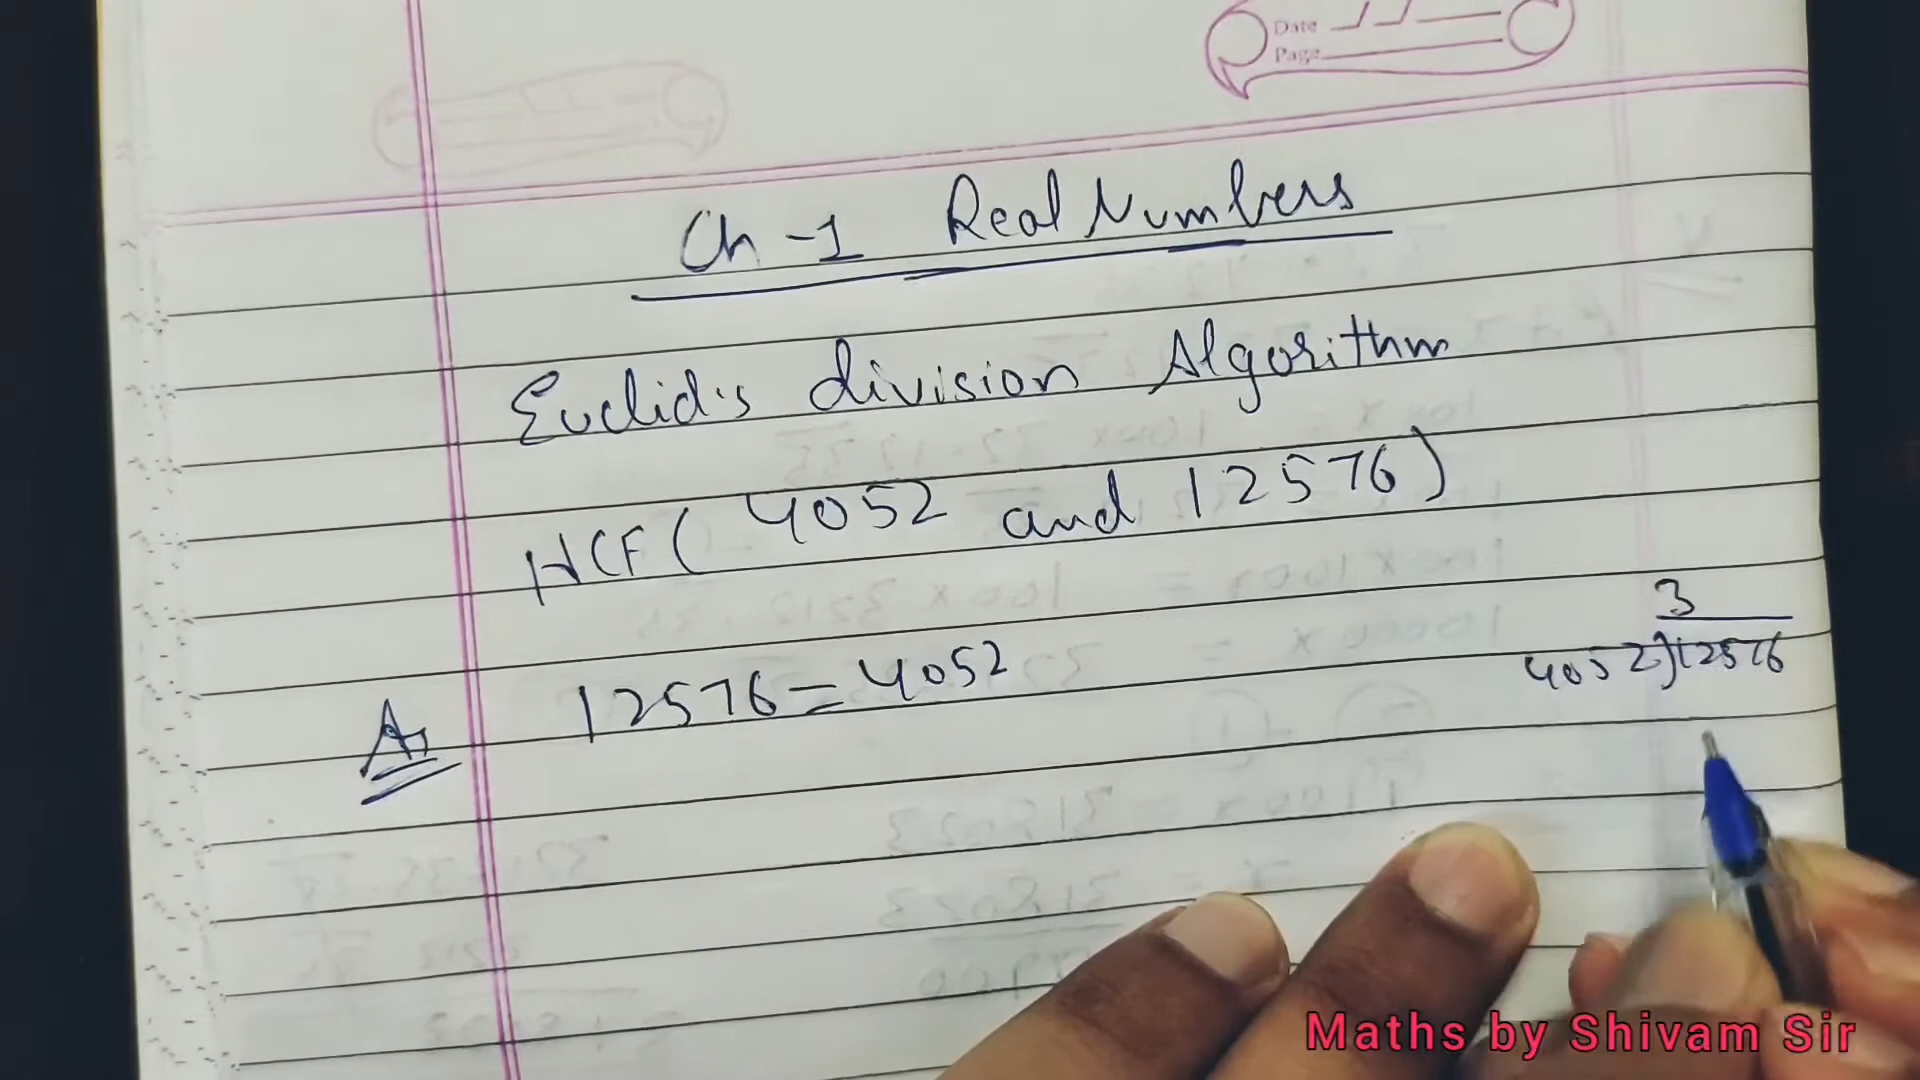 Date
Page
Ch-1 Real Numbers
Euclid's division Algorithm
HCF( 4052 and 12576)
3
4052)12576
A 12576=4052
Maths by Shivam Sir